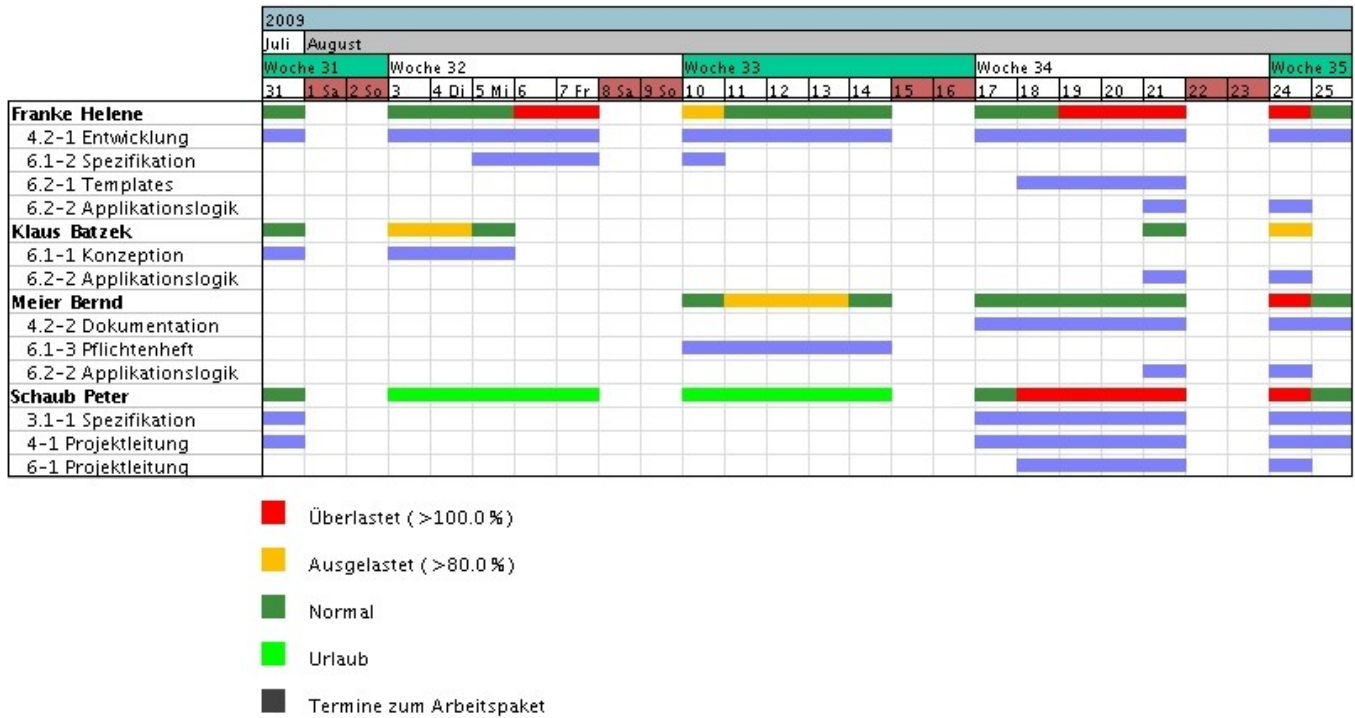 2009
Juli August
Woche 31 Woche 32 Woche 33 Woche 34 Woche 35
31 1 Sa 2 So 3 4 Di 5 Mi 6 7 Fr 8 Sa 9 So 10 11 12 13 14 15 16 17 18 19 20 21 22 23 24 25
Franke Helene
4.2-1 Entwicklung
6.1-2 Spezifikation
6.2-1 Templates
6.2-2 Applikationslogik
Klaus Batzek
6.1-1 Konzeption
6.2-2 Applikationslogik
Meier Bernd
4.2-2 Dokumentation
6.1-3 Pflichtenheft
6.2-2 Applikationslogik
Schaub Peter
3.1-1 Spezifikation
4-1 Projektleitung
6-1 Projektleitung
Überlastet (>100.0%)
Ausgelastet (>80.0%)
Normal
Urlaub
Termine zum Arbeitspaket